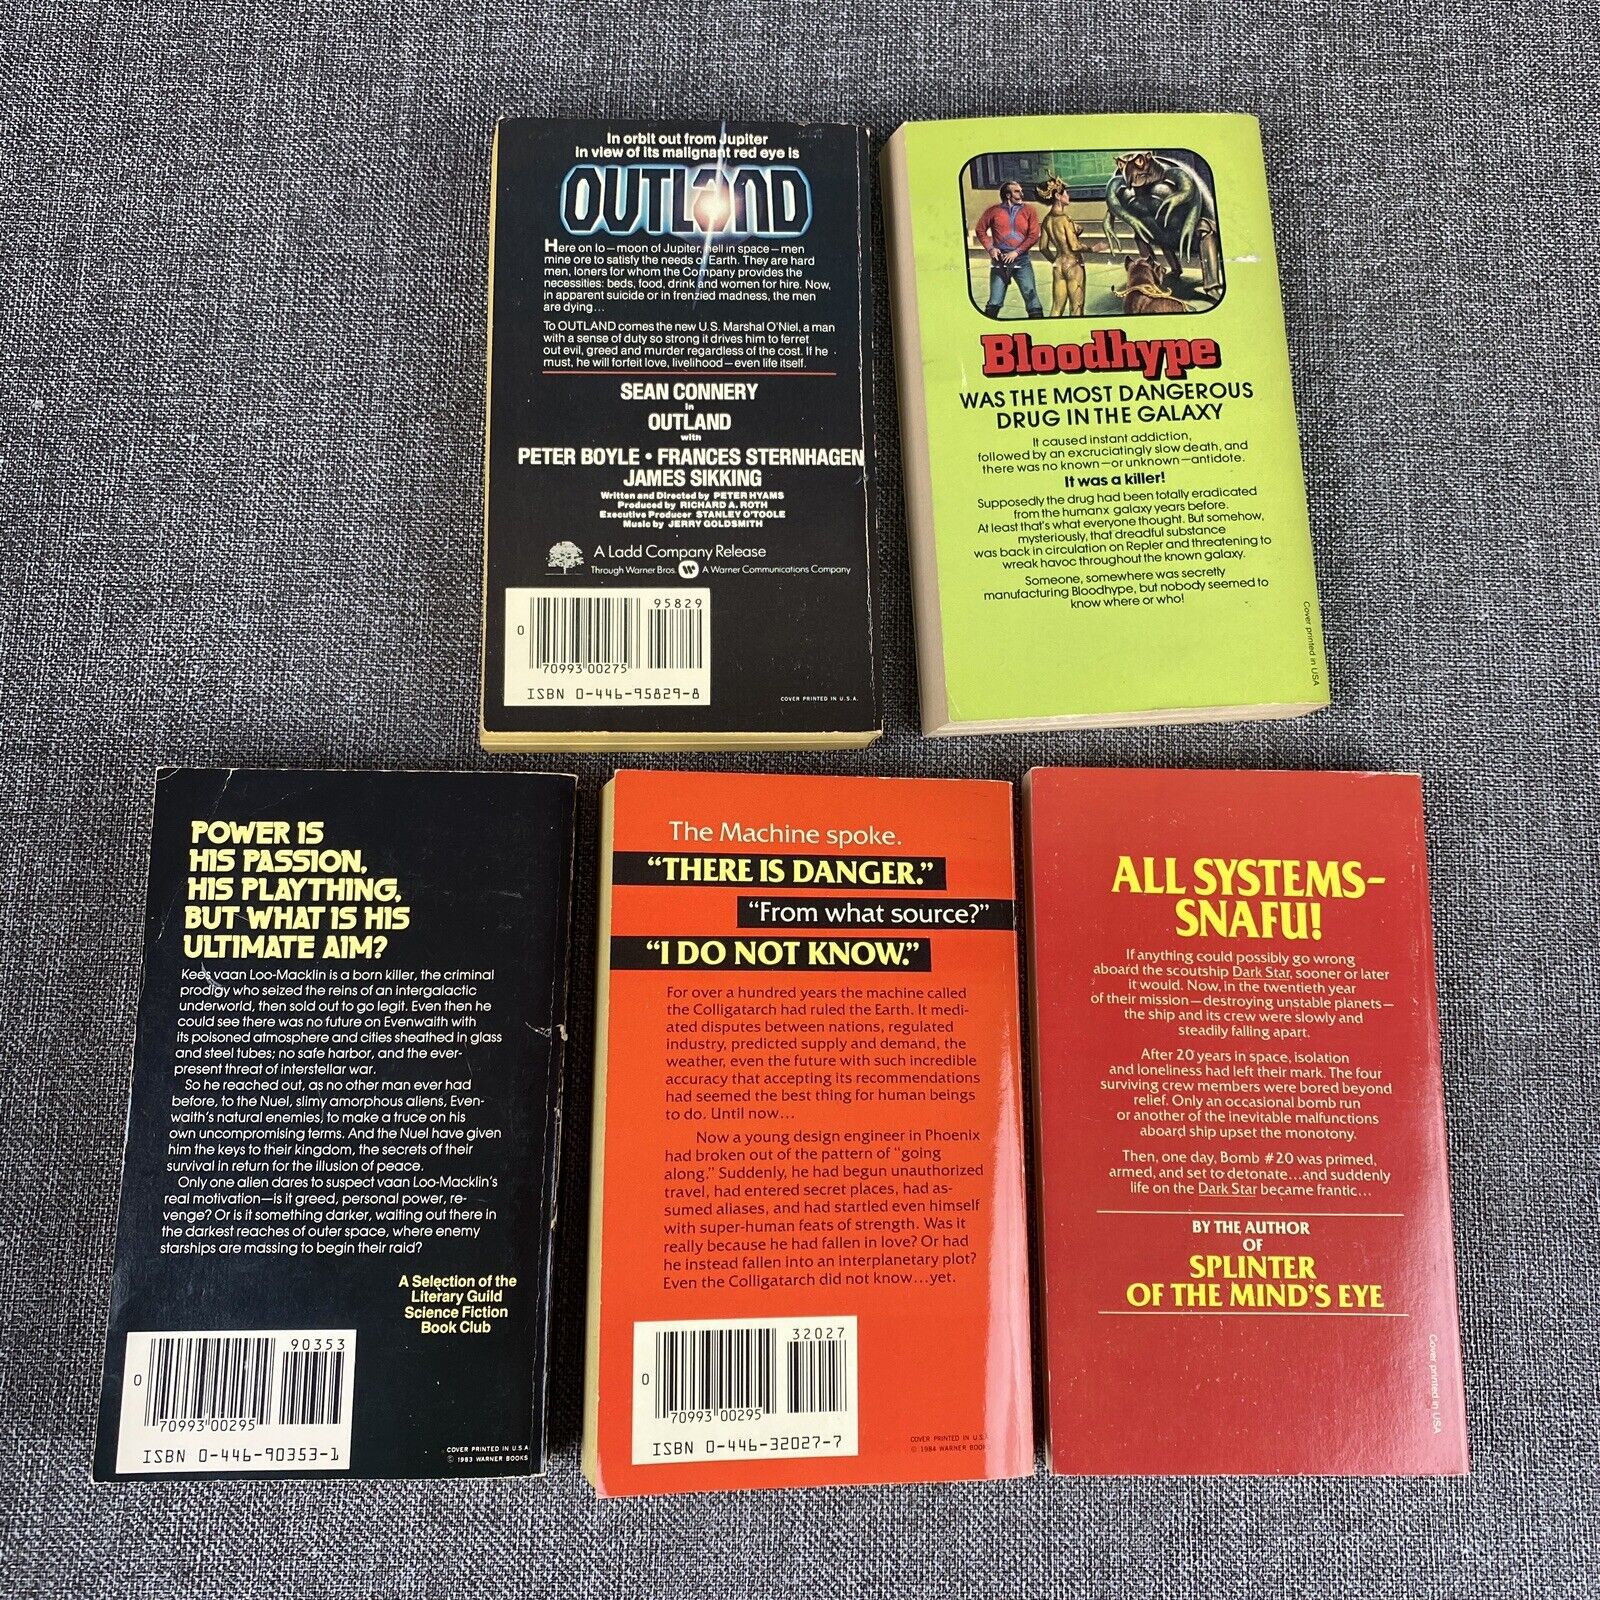 In orbit out from Jupiter
in view of its malignant red eye is
OUTLAND
Here on Io—moon of Jupiter, hell in space—men
mine ore to satisfy the needs of Earth. They are hard
men, loners for whom the Company provides the
necessities: beds, food, drink and women for hire. Now,
in apparent suicide or in frenzied madness, the men
are dying...
To OUTLAND comes the new U.S. Marshal O'Niel, a man
with a sense of duty so strong it drives him to ferret
out evil, greed and murder regardless of the cost. If he
must, he will forfeit love, livelihood—even life itself.
SEAN CONNERY
in
OUTLAND
with
PETER BOYLE • FRANCES STERNHAGEN
JAMES SIKKING
Written and Directed by PETER HYAMS
Produced by RICHARD A. ROTH
Executive Producer STANLEY O'TOOLE
Music by JERRY GOLDSMITH
A Ladd Company Release
Through Warner Bros. A Warner Communications Company
95829
0
70993 00275
ISBN 0-446-95829-8
COVER PRINTED IN U.S.A.
Bloodhype
WAS THE MOST DANGEROUS
DRUG IN THE GALAXY
It caused instant addiction,
followed by an excruciatingly slow death, and
there was no known—or unknown—antidote.
It was a killer!
Supposedly the drug had been totally eradicated
from the humanx galaxy years before.
At least that's what everyone thought. But somehow,
mysteriously, that dreadful substance
was back in circulation on Repler and threatening to
wreak havoc throughout the known galaxy.
Someone, somewhere was secretly
manufacturing Bloodhype, but nobody seemed to
know where or who!
Cover printed in USA
POWER IS
HIS PASSION,
HIS PLAYTHING,
BUT WHAT IS HIS
ULTIMATE AIM?
Kees vaan Loo-Macklin is a born killer, the criminal
prodigy who seized the reins of an intergalactic
underworld, then sold out to go legit. Even then he
could see there was no future on Evenwaith with
its poisoned atmosphere and cities sheathed in glass
and steel tubes; no safe harbor, and the ever-
present threat of interstellar war.
So he reached out, as no other man ever had
before, to the Nuel, slimy amorphous aliens, Even-
waith's natural enemies, to make a truce on his
own uncompromising terms. And the Nuel have given
him the keys to their kingdom, the secrets of their
survival in return for the illusion of peace.
Only one alien dares to suspect vaan Loo-Macklin's
real motivation—is it greed, personal power, re-
venge? Or is it something darker, waiting out there in
the darkest reaches of outer space, where enemy
starships are massing to begin their raid?
A Selection of the
Literary Guild
Science Fiction
Book Club
90353
0
70993 00295
ISBN 0-446-90353-1
COVER PRINTED IN U.S.A.
© 1983 WARNER BOOKS
The Machine spoke.
"THERE IS DANGER."
"From what source?"
"I DO NOT KNOW."
For over a hundred years the machine called
the Colligatarch had ruled the Earth. It medi-
ated disputes between nations, regulated
industry, predicted supply and demand, the
weather, even the future with such incredible
accuracy that accepting its recommendations
had seemed the best thing for human beings
to do. Until now...
Now a young design engineer in Phoenix
had broken out of the pattern of "going
along." Suddenly, he had begun unauthorized
travel, had entered secret places, had as-
sumed aliases, and had startled even himself
with super-human feats of strength. Was it
really because he had fallen in love? Or had
he instead fallen into an interplanetary plot?
Even the Colligatarch did not know...yet.
32027
0
70993 00295
ISBN 0-446-32027-7
COVER PRINTED IN U.S.A.
© 1984 WARNER BOOKS
ALL SYSTEMS–
SNAFU!
If anything could possibly go wrong
aboard the scoutship Dark Star, sooner or later
it would. Now, in the twentieth year
of their mission—destroying unstable planets—
the ship and its crew were slowly and
steadily falling apart.
After 20 years in space, isolation
and loneliness had left their mark. The four
surviving crew members were bored beyond
relief. Only an occasional bomb run
or another of the inevitable malfunctions
aboard ship upset the monotony.
Then, one day, Bomb #20 was primed,
armed, and set to detonate...and suddenly
life on the Dark Star became frantic...
BY THE AUTHOR
OF
SPLINTER
OF THE MIND'S EYE
Cover printed in USA